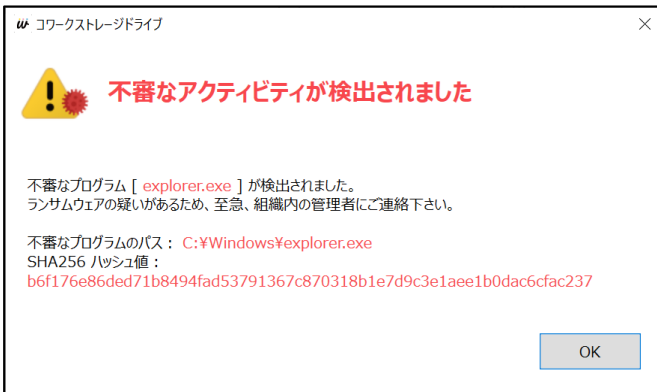 コワークストレージドライブ
不審なアクティビティが検出されました
不審なプログラム [ explorer.exe ] が検出されました。
ランサムウェアの疑いがあるため、至急、組織内の管理者にご連絡下さい。
不審なプログラムのパス： C:¥Windows¥explorer.exe
SHA256 ハッシュ値：
b6f176e86ded71b8494fad53791367c870318b1e7d9c3e1aee1b0dac6cfac237
OK